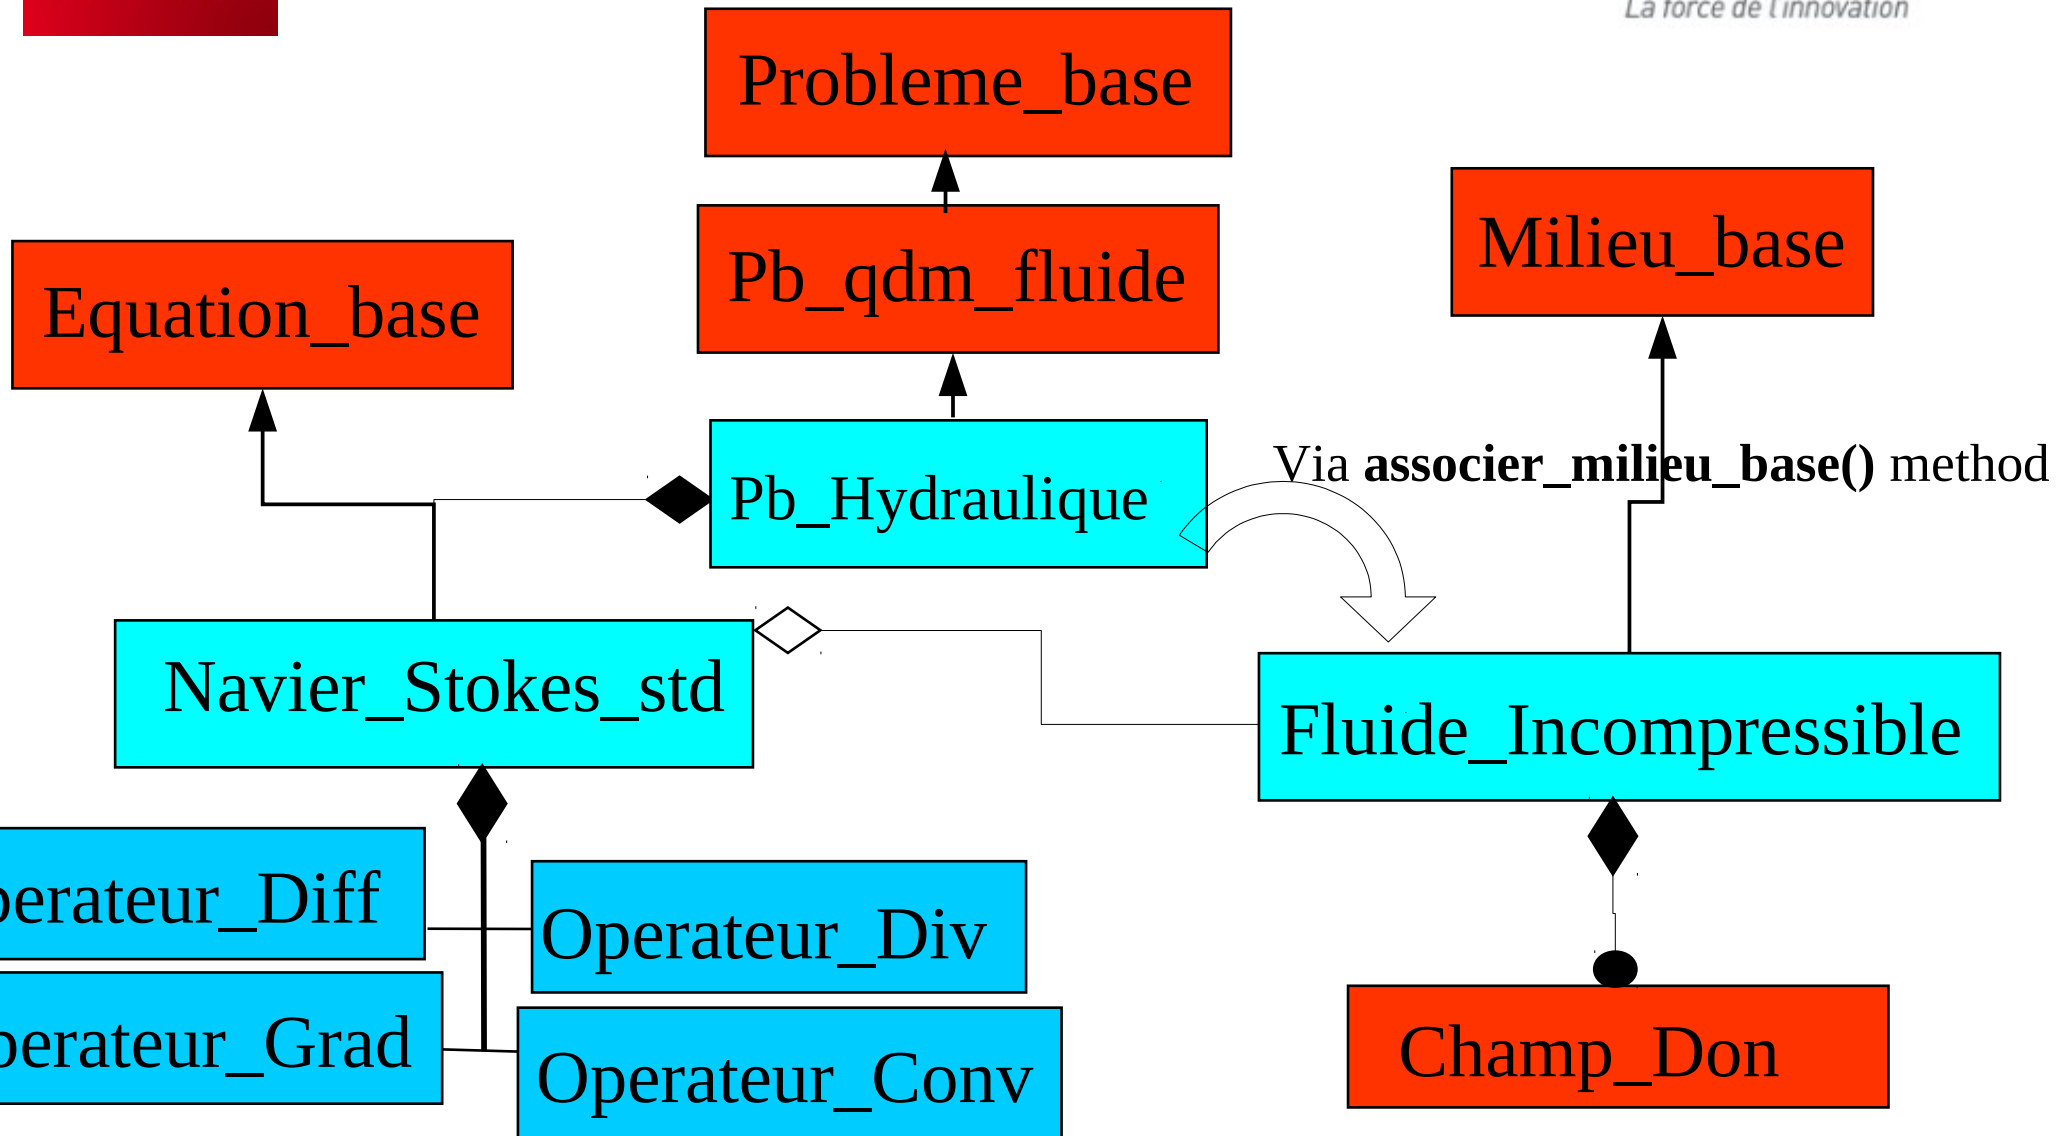 La force de l'innovation
Probleme_base
Milieu_base
Pb_qdm_fluide
Equation_base
Via associer_milieu_base() method
Pb_Hydraulique
Navier_Stokes_std
Fluide_Incompressible
perateur_Diff
Operateur_Div
perateur_Grad
Operateur_Conv
Champ_Don